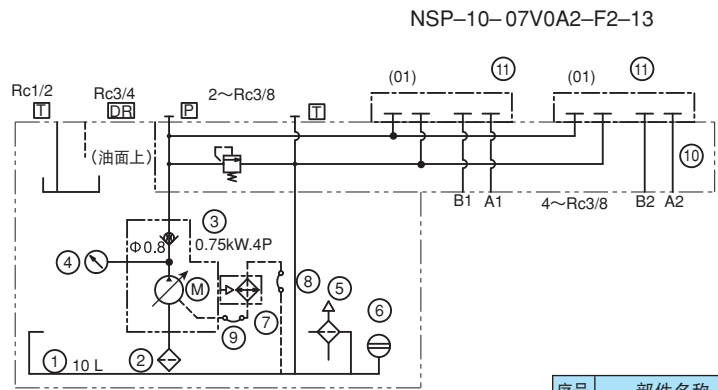 NSP–10–07V0A2–F2–13
(01) ⑪ (01) ⑪
Rc1/2 Rc3/4 2～Rc3/8
T DR P T
（油面上） ⑩
B1 A1 4～Rc3/8 B2 A2
③
Φ0.8 0.75kW.4P
④ M ⑧ ⑤ ⑥
⑨ ⑦
① 10 L ②
序号 部件名称